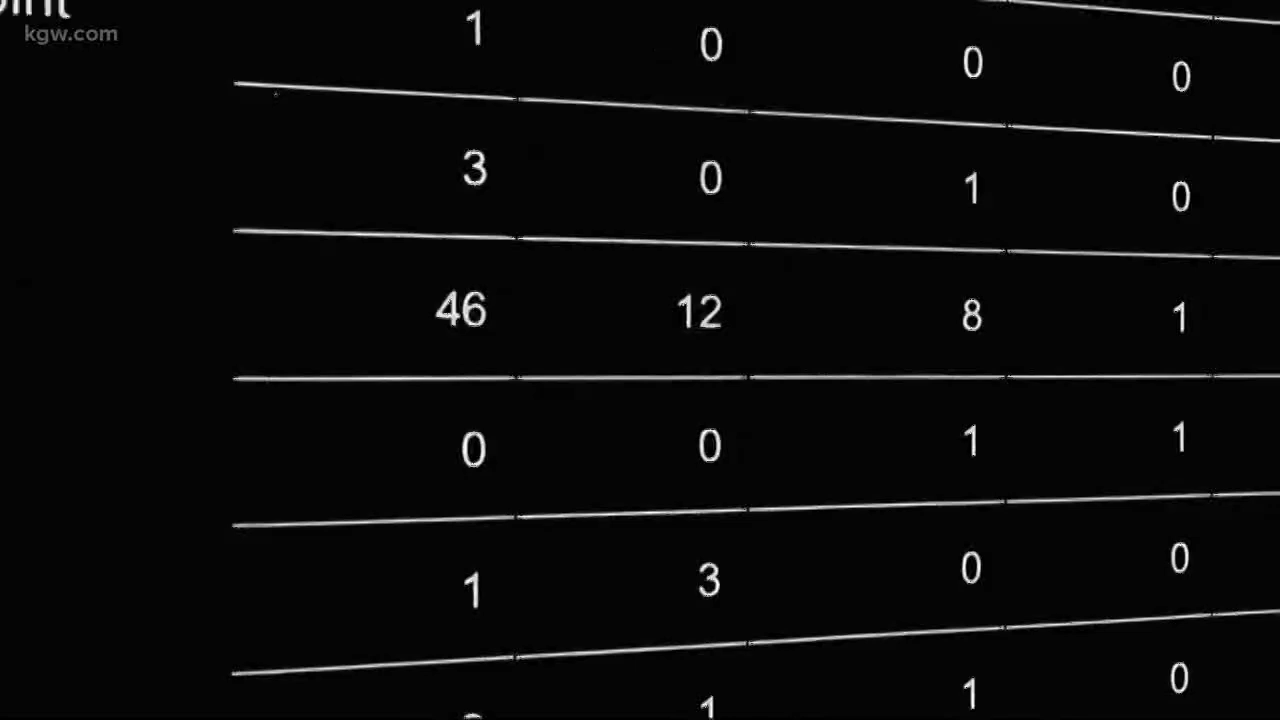 kgw.com
1 0 0 0
3 0 1 0
46 12 8 1
0 0 1 1
1 3 0 0
1 1 0